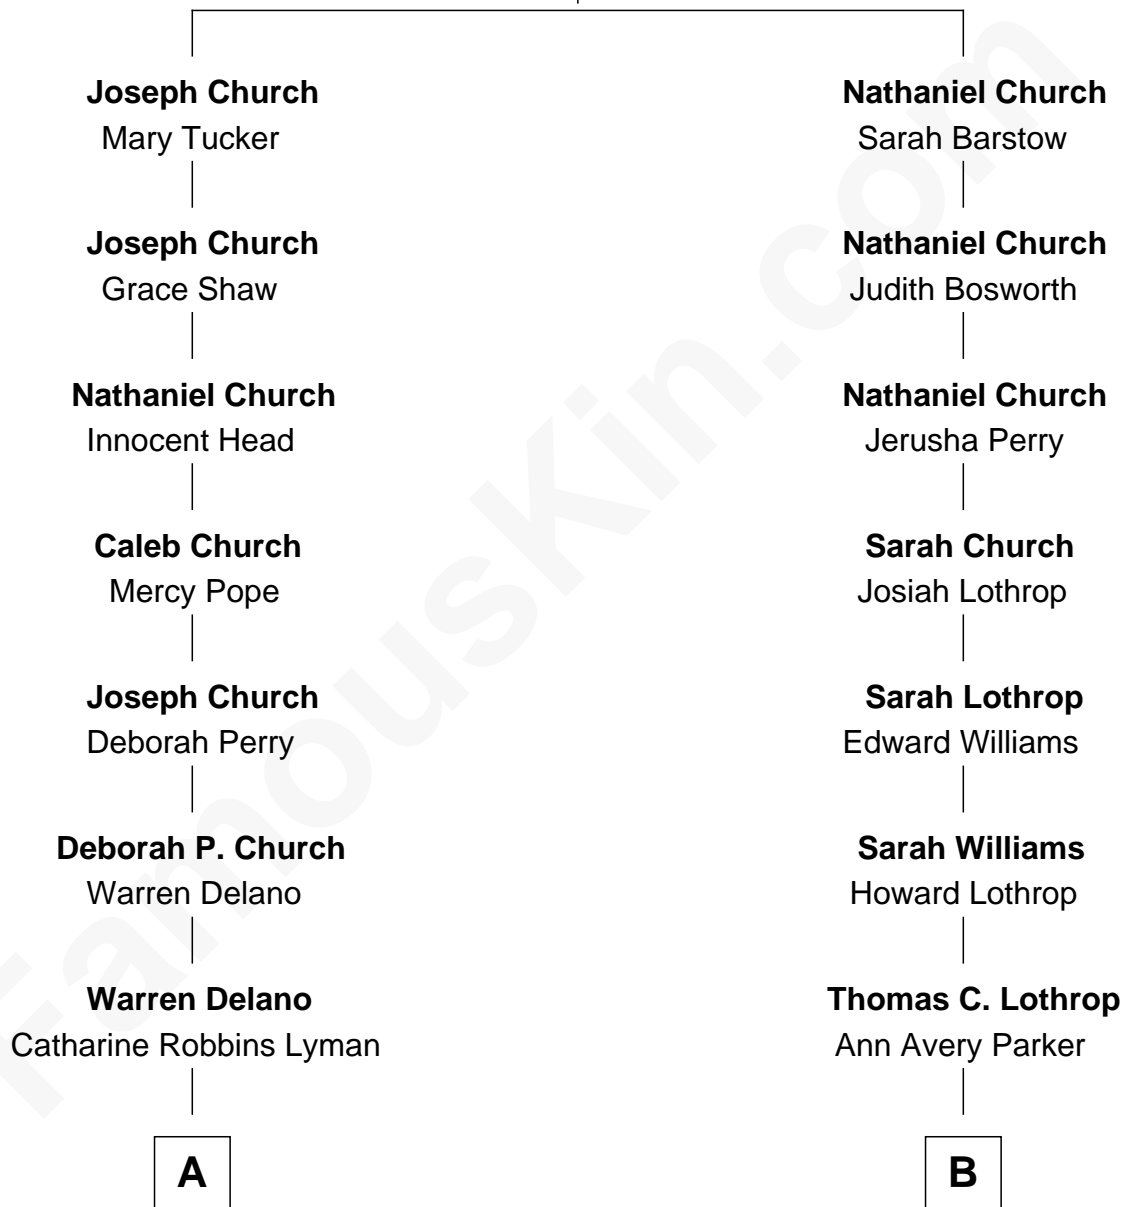 Joseph Church
Mary Tucker
Joseph Church
Grace Shaw
Nathaniel Church
Innocent Head
Caleb Church
Mercy Pope
Joseph Church
Deborah Perry
Deborah P. Church
Warren Delano
Warren Delano
Catharine Robbins Lyman
A
Nathaniel Church
Sarah Barstow
Nathaniel Church
Judith Bosworth
Nathaniel Church
Jerusha Perry
Sarah Church
Josiah Lothrop
Sarah Lothrop
Edward Williams
Sarah Williams
Howard Lothrop
Thomas C. Lothrop
Ann Avery Parker
B
FamousKin.com